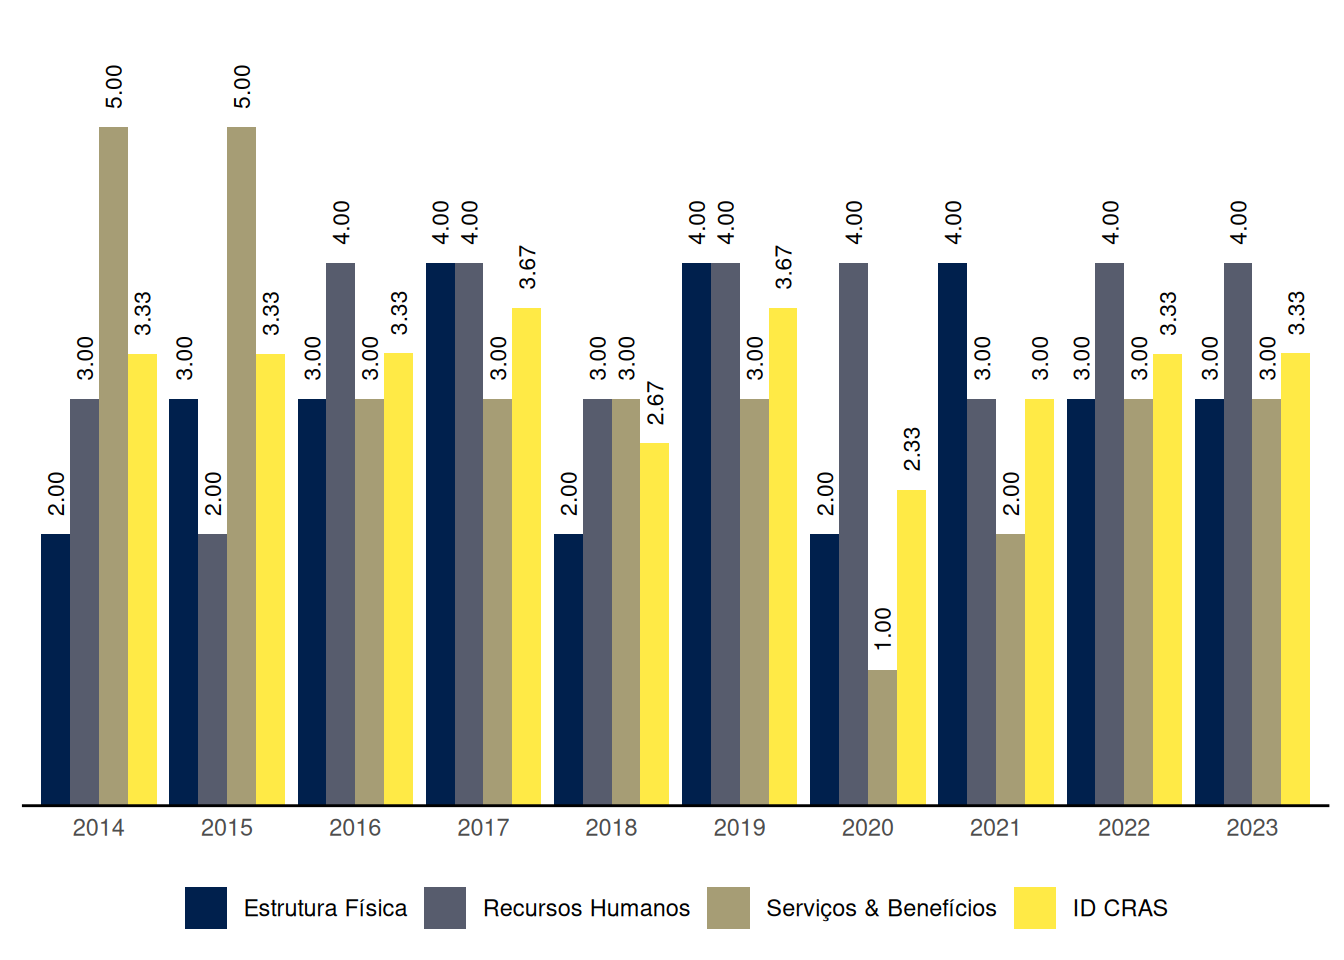 2.00 3.00 5.00 3.33
3.00 2.00 5.00 3.33
3.00 4.00 3.00 3.33
4.00 4.00 3.00 3.67
2.00 3.00 3.00 2.67
4.00 4.00 3.00 3.67
2.00 4.00 1.00 2.33
4.00 3.00 2.00 3.00
3.00 4.00 3.00 3.33
3.00 4.00 3.00 3.33
2014 2015 2016 2017 2018 2019 2020 2021 2022 2023
Estrutura Física Recursos Humanos Serviços & Benefícios ID CRAS